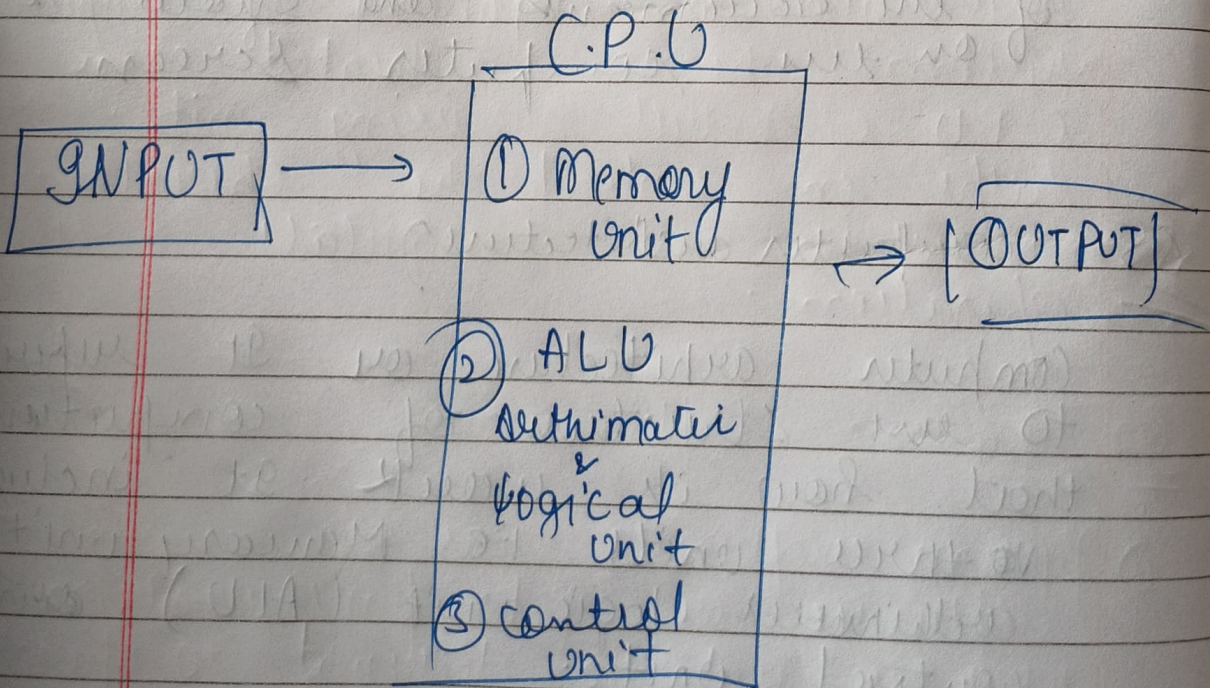 C.P.U
INPUT
① Memory
Unit
OUTPUT
② ALU
Arthimatic
&
Logical
Unit
③ Control
Unit